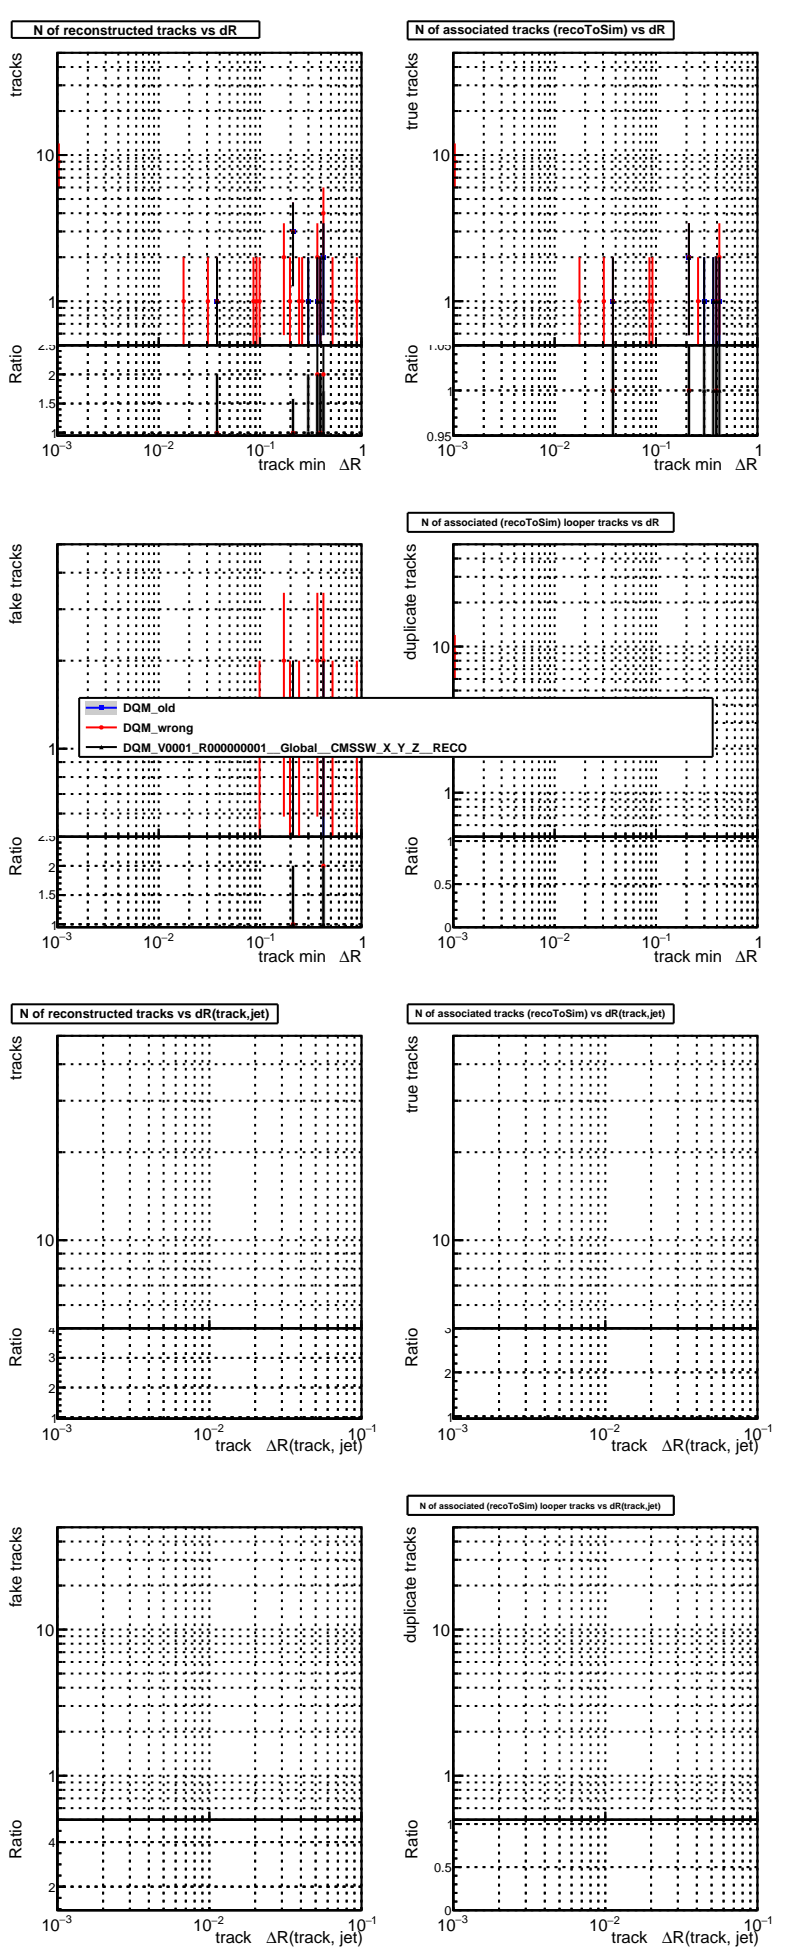 N of reconstructed tracks vs dR
tracks
10
1
Ratio
2.5
2
1.5
1
10−3 10−2 10−1 1
track min ΔR
N of associated tracks (recoToSim) vs dR
true tracks
10
1
Ratio
1.05
1
0.95
10−3 10−2 10−1 1
track min ΔR
fake tracks
1
Ratio
2.5
2
1.5
1
10−3 10−2 10−1 1
track min ΔR
N of associated (recoToSim) looper tracks vs dR
duplicate tracks
10
1
Ratio
1
0.5
0
10−3 10−2 10−1 1
track min ΔR
DQM_old
DQM_wrong
DQM_V0001_R000000001__Global__CMSSW_X_Y_Z__RECO
N of reconstructed tracks vs dR(track,jet)
tracks
10
Ratio
4
3
2
1
10−3 10−2 10−1
track ΔR(track, jet)
N of associated tracks (recoToSim) vs dR(track,jet)
true tracks
10
Ratio
3
2
1
10−3 10−2 10−1
track ΔR(track, jet)
fake tracks
10
1
Ratio
4
2
10−3 10−2 10−1
track ΔR(track, jet)
N of associated (recoToSim) looper tracks vs dR(track,jet)
duplicate tracks
10
1
Ratio
1
0.5
0
10−3 10−2 10−1
track ΔR(track, jet)